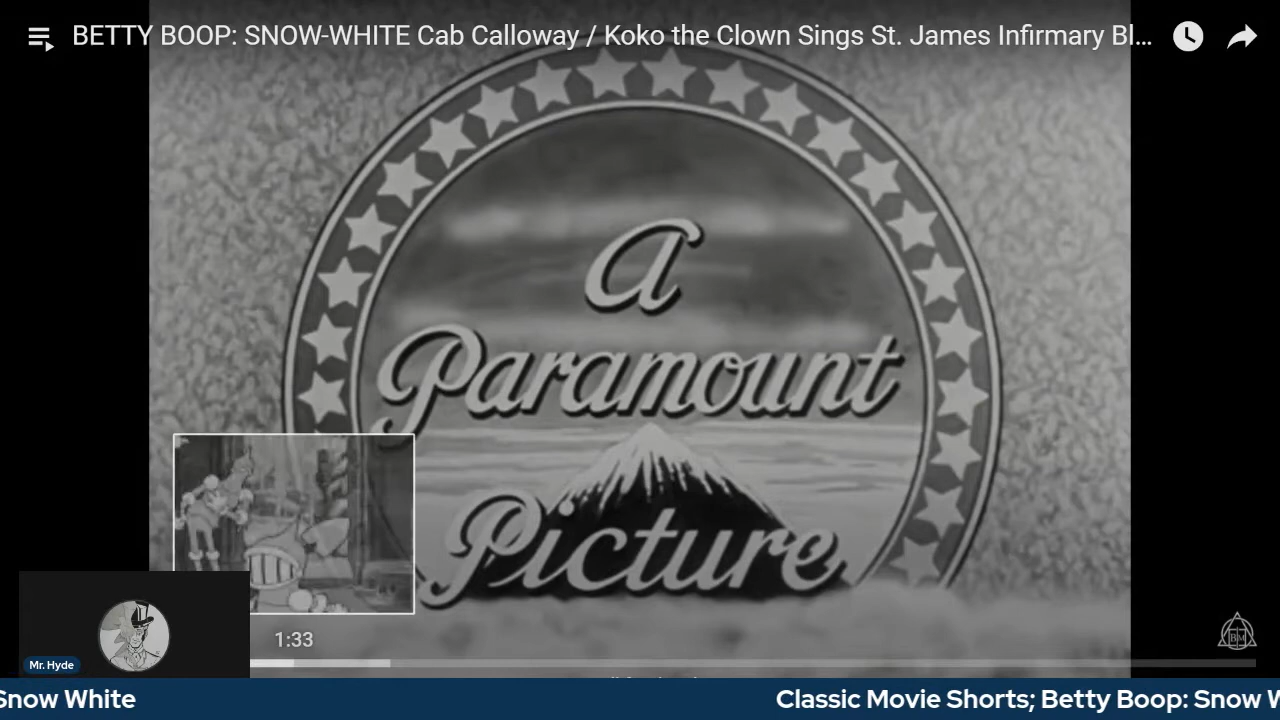 BETTY BOOP: SNOW-WHITE Cab Calloway / Koko the Clown Sings St. James Infirmary Bl...
A
Paramount
Picture
BM
1:33
Mr. Hyde
Snow White
Classic Movie Shorts; Betty Boop: Snow W